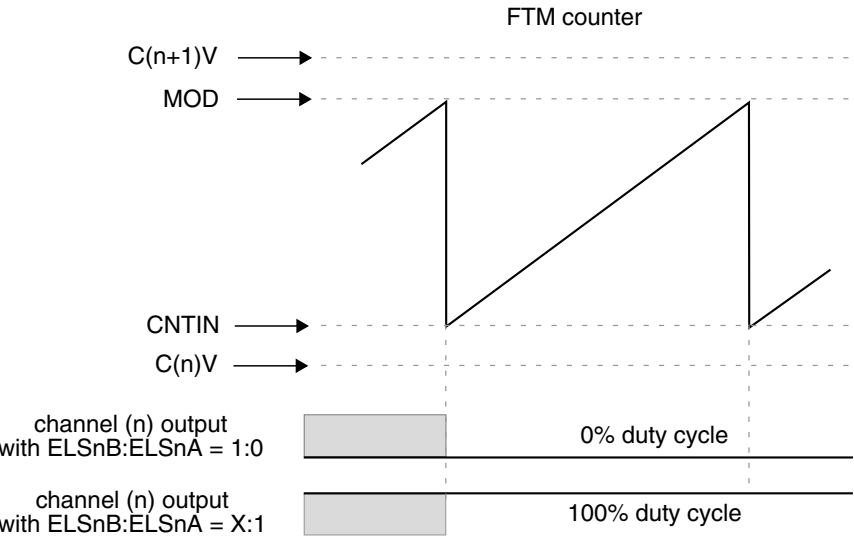 FTM counter
C(n+1)V
MOD
CNTIN
C(n)V
channel (n) output
with ELSnB:ELSnA = 1:0
0% duty cycle
channel (n) output
with ELSnB:ELSnA = X:1
100% duty cycle